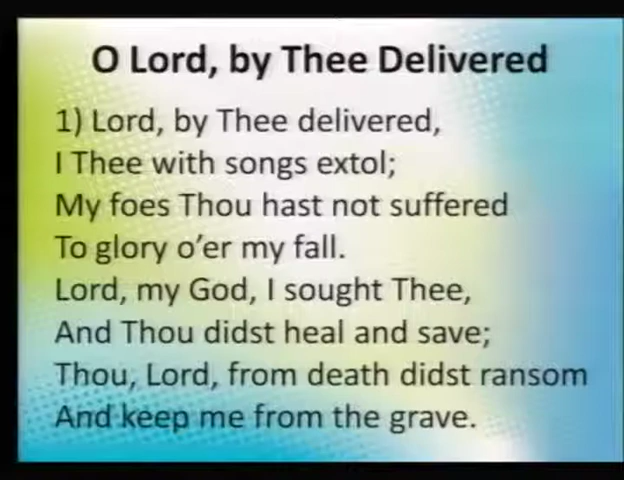 O Lord, by Thee Delivered
1) Lord, by Thee delivered,
I Thee with songs extol;
My foes Thou hast not suffered
To glory o’er my fall.
Lord, my God, I sought Thee,
And Thou didst heal and save;
Thou, Lord, from death didst ransom
And keep me from the grave.